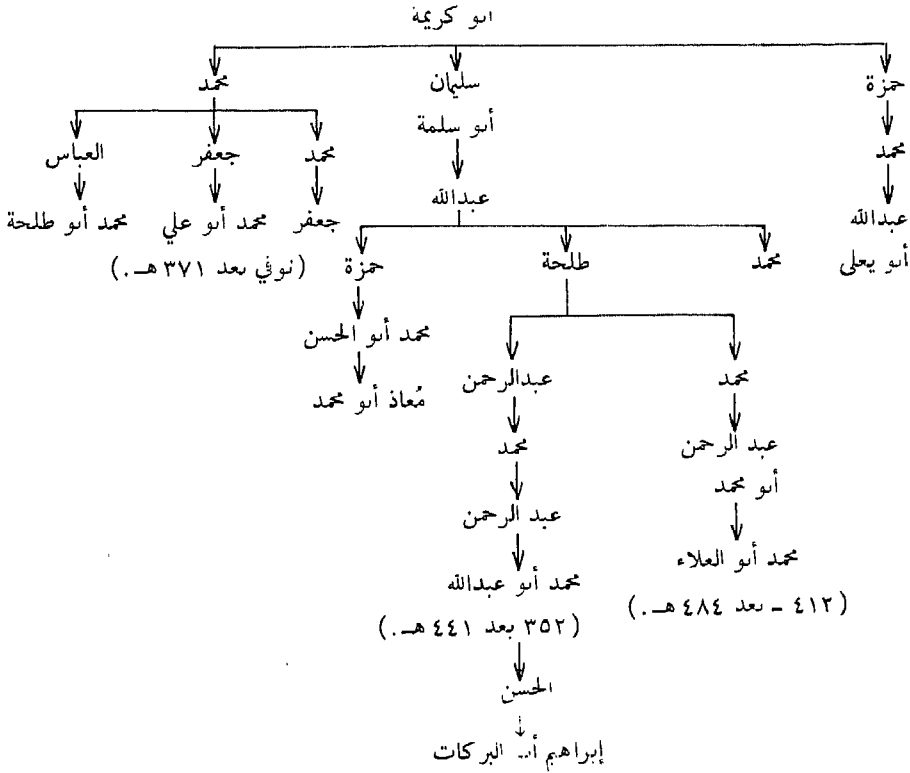 أبو كريمة
حمزة سليمان محمد
أبو سلمة
محمد محمد جعفر العباس
عبدالله عبدالله جعفر محمد أبو علي محمد أبو طلحة
أبو يعلى محمد طلحة حمزة (توفي بعد ٣٧١ هـ.)
محمد أبو الحسن
محمد عبدالرحمن مُعاذ أبو محمد
عبد الرحمن محمد
أبو محمد
عبد الرحمن
محمد أبو العلاء محمد أبو عبدالله
(٤١٢ - بعد ٤٨٤ هـ.) (٣٥٢ بعد ٤٤١ هـ.)
الحسن
إبراهيم البركات